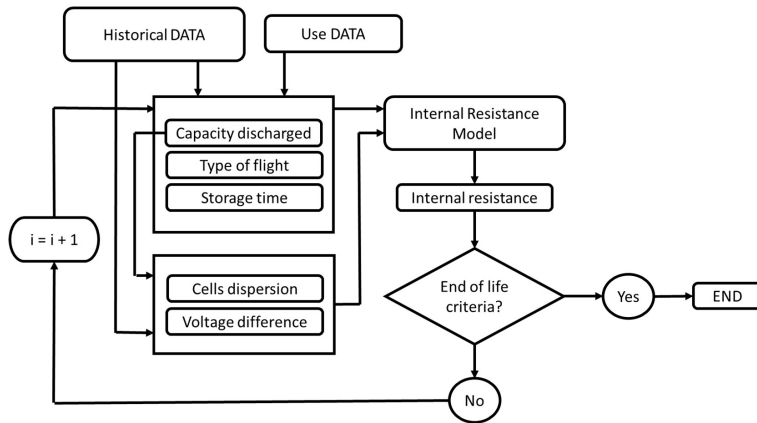 Historical DATA
Use DATA
Capacity discharged
Type of flight
Storage time
Internal Resistance
Model
Internal resistance
i = i + 1
Cells dispersion
Voltage difference
End of life
criteria?
Yes
END
No